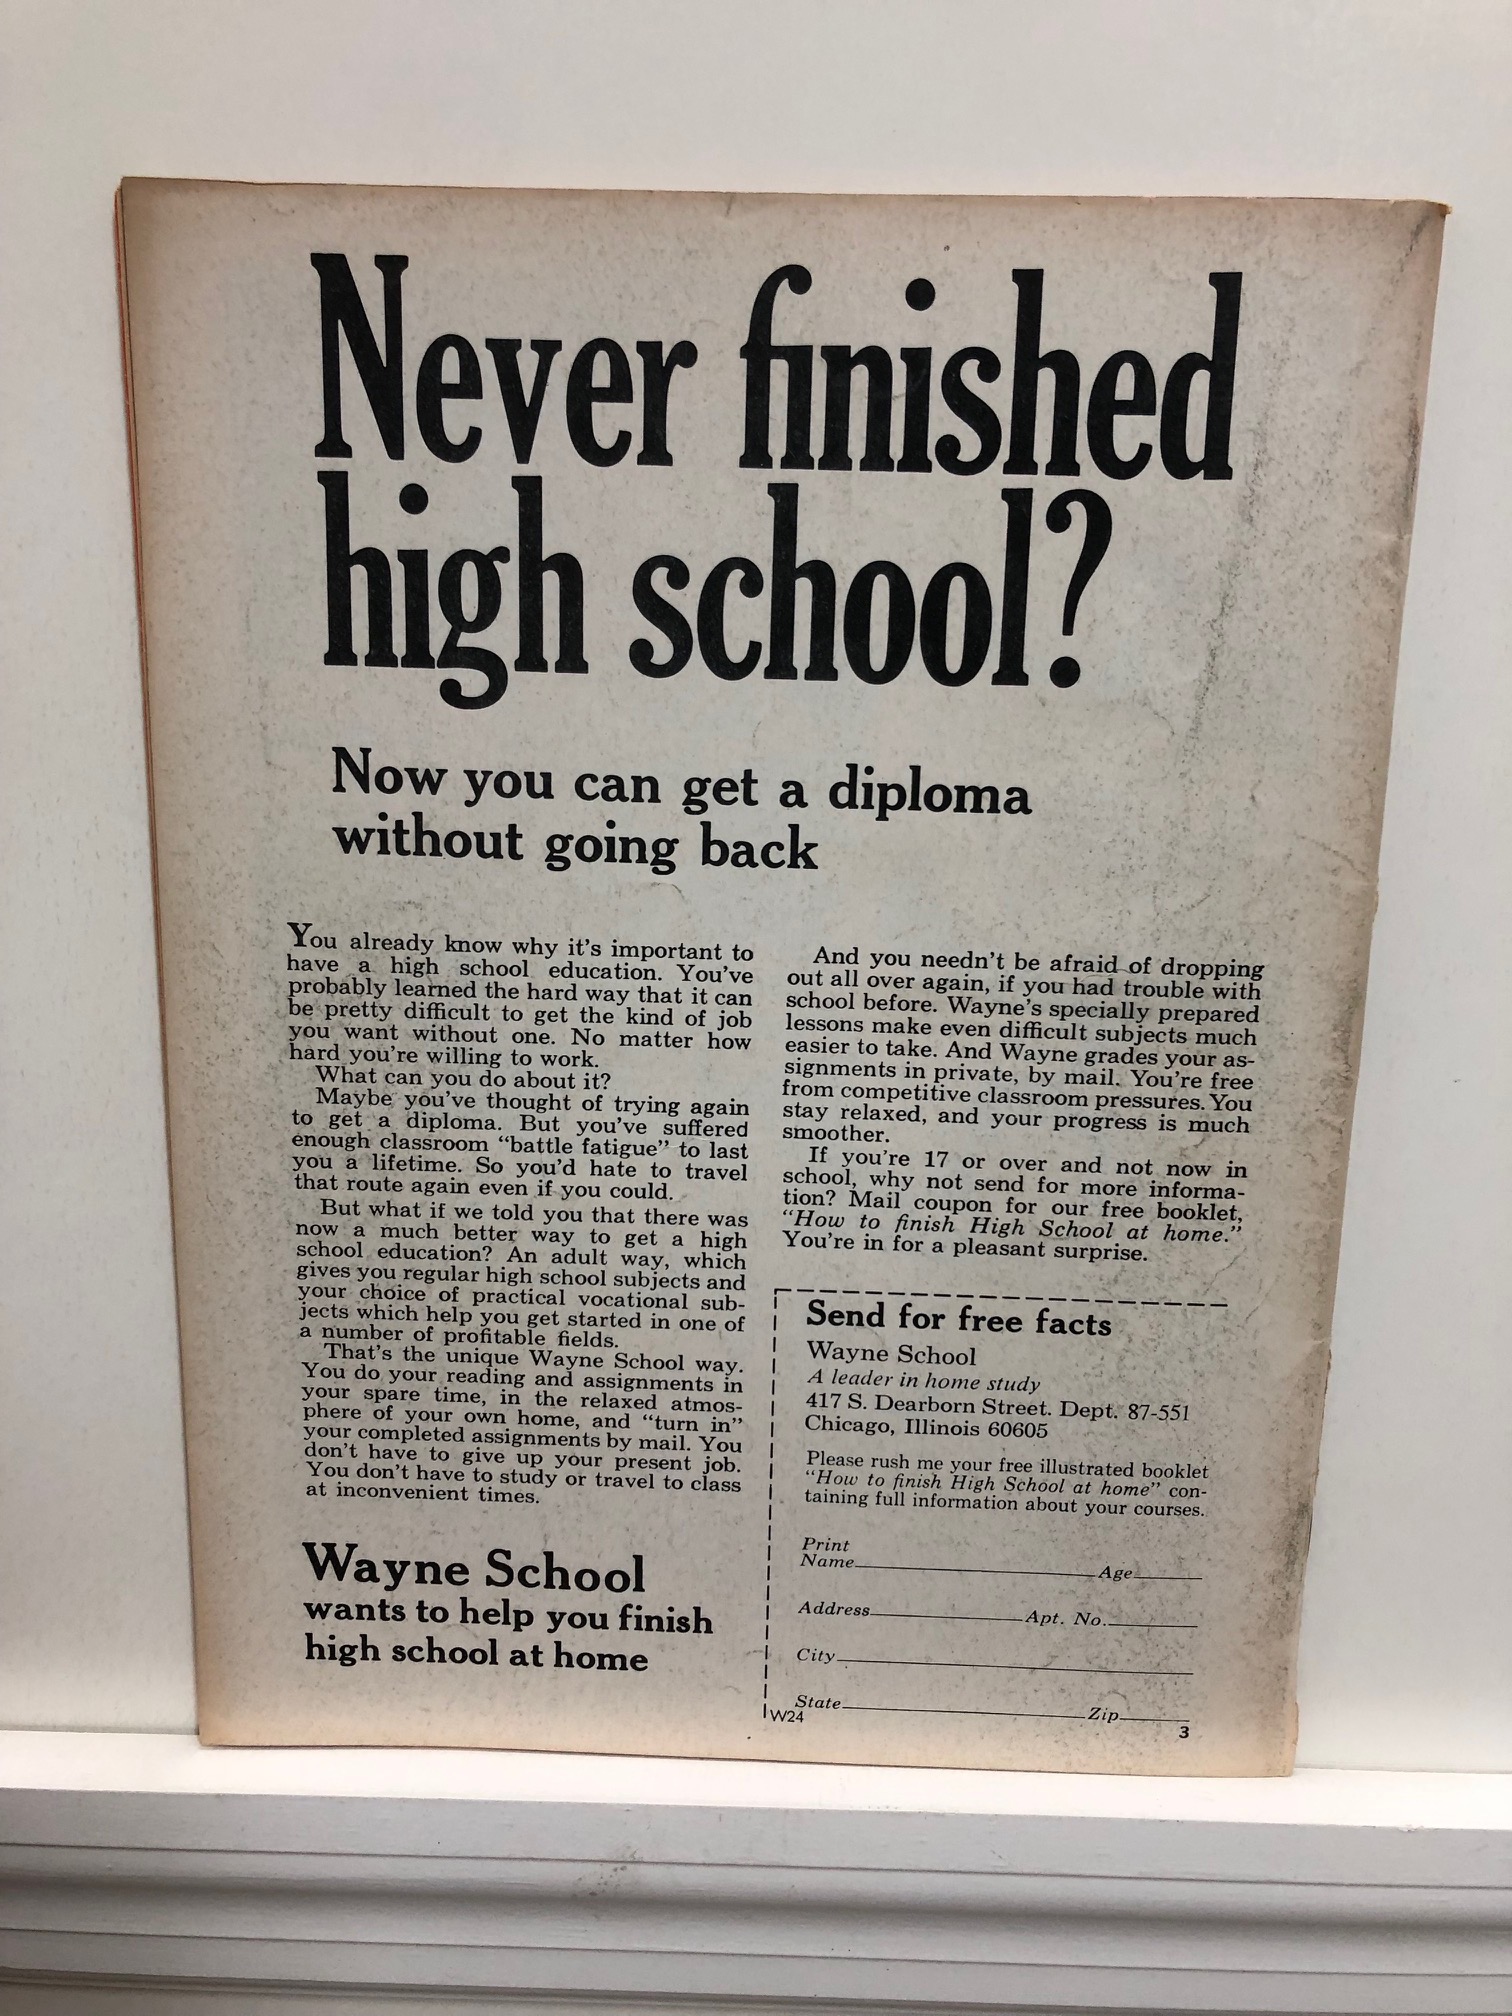 Never finished
high school?
Now you can get a diploma
without going back
You already know why it's important to
have a high school education. You've
probably learned the hard way that it can
be pretty difficult to get the kind of job
you want without one. No matter how
hard you're willing to work.
What can you do about it?
Maybe you've thought of trying again
to get a diploma. But you've suffered
enough classroom “battle fatigue” to last
you a lifetime. So you'd hate to travel
that route again even if you could.
But what if we told you that there was
now a much better way to get a high
school education? An adult way, which
gives you regular high school subjects and
your choice of practical vocational sub-
jects which help you get started in one of
a number of profitable fields.
That's the unique Wayne School way.
You do your reading and assignments in
your spare time, in the relaxed atmos-
phere of your own home, and “turn in”
your completed assignments by mail. You
don't have to give up your present job.
You don't have to study or travel to class
at inconvenient times.
Wayne School
wants to help you finish
high school at home
And you needn't be afraid of dropping
out all over again, if you had trouble with
school before. Wayne's specially prepared
lessons make even difficult subjects much
easier to take. And Wayne grades your as-
signments in private, by mail. You're free
from competitive classroom pressures. You
stay relaxed, and your progress is much
smoother.
If you're 17 or over and not now in
school, why not send for more informa-
tion? Mail coupon for our free booklet,
“How to finish High School at home.”
You're in for a pleasant surprise.
Send for free facts
Wayne School
A leader in home study
417 S. Dearborn Street. Dept. 87-551
Chicago, Illinois 60605
Please rush me your free illustrated booklet
“How to finish High School at home” con-
taining full information about your courses.
Print
Name Age
Address Apt. No.
City
State Zip
W24
3